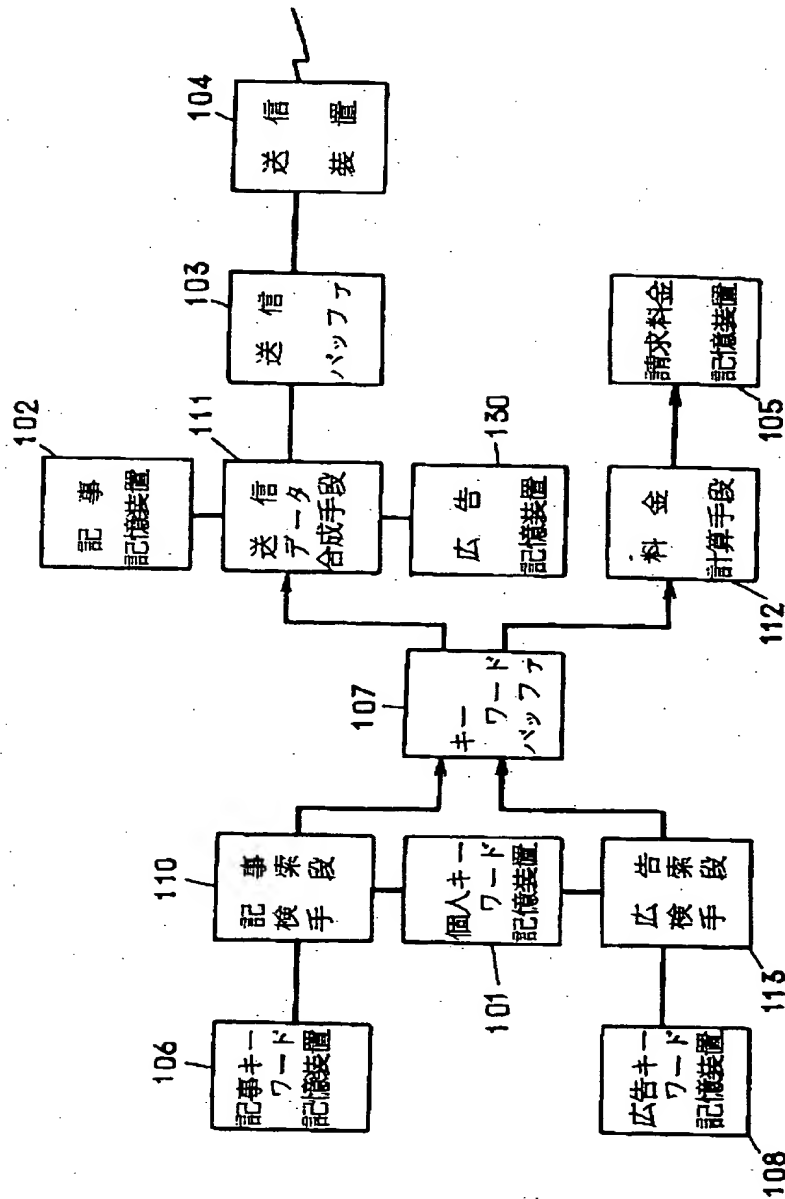 104
送信
装置
103
送信
バッファ
102
記事
記憶装置
111
送信
データ
合成手段
130
広告
記憶装置
請求料金
記憶装置
105
料金
計算手段
112
107
キー
ワード
バッファ
110
記事
検索
手段
個人キー
ワード
記憶装置
101
広告
検索
手段
113
106
記事キー
ワード
記憶装置
広告キー
ワード
記憶装置
108